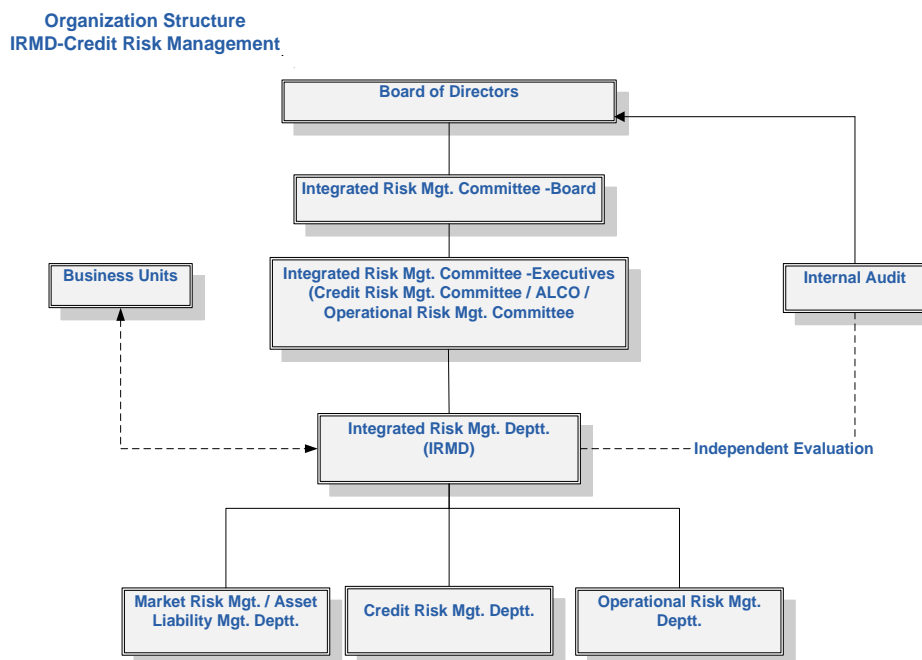 Organization Structure
IRMD-Credit Risk Management
Board of Directors
Integrated Risk Mgt. Committee -Board
Business Units
Integrated Risk Mgt. Committee -Executives
(Credit Risk Mgt. Committee / ALCO /
Operational Risk Mgt. Committee
Internal Audit
Integrated Risk Mgt. Deptt.
(IRMD)
Independent Evaluation
Market Risk Mgt. / Asset
Liability Mgt. Deptt.
Credit Risk Mgt. Deptt.
Operational Risk Mgt.
Deptt.